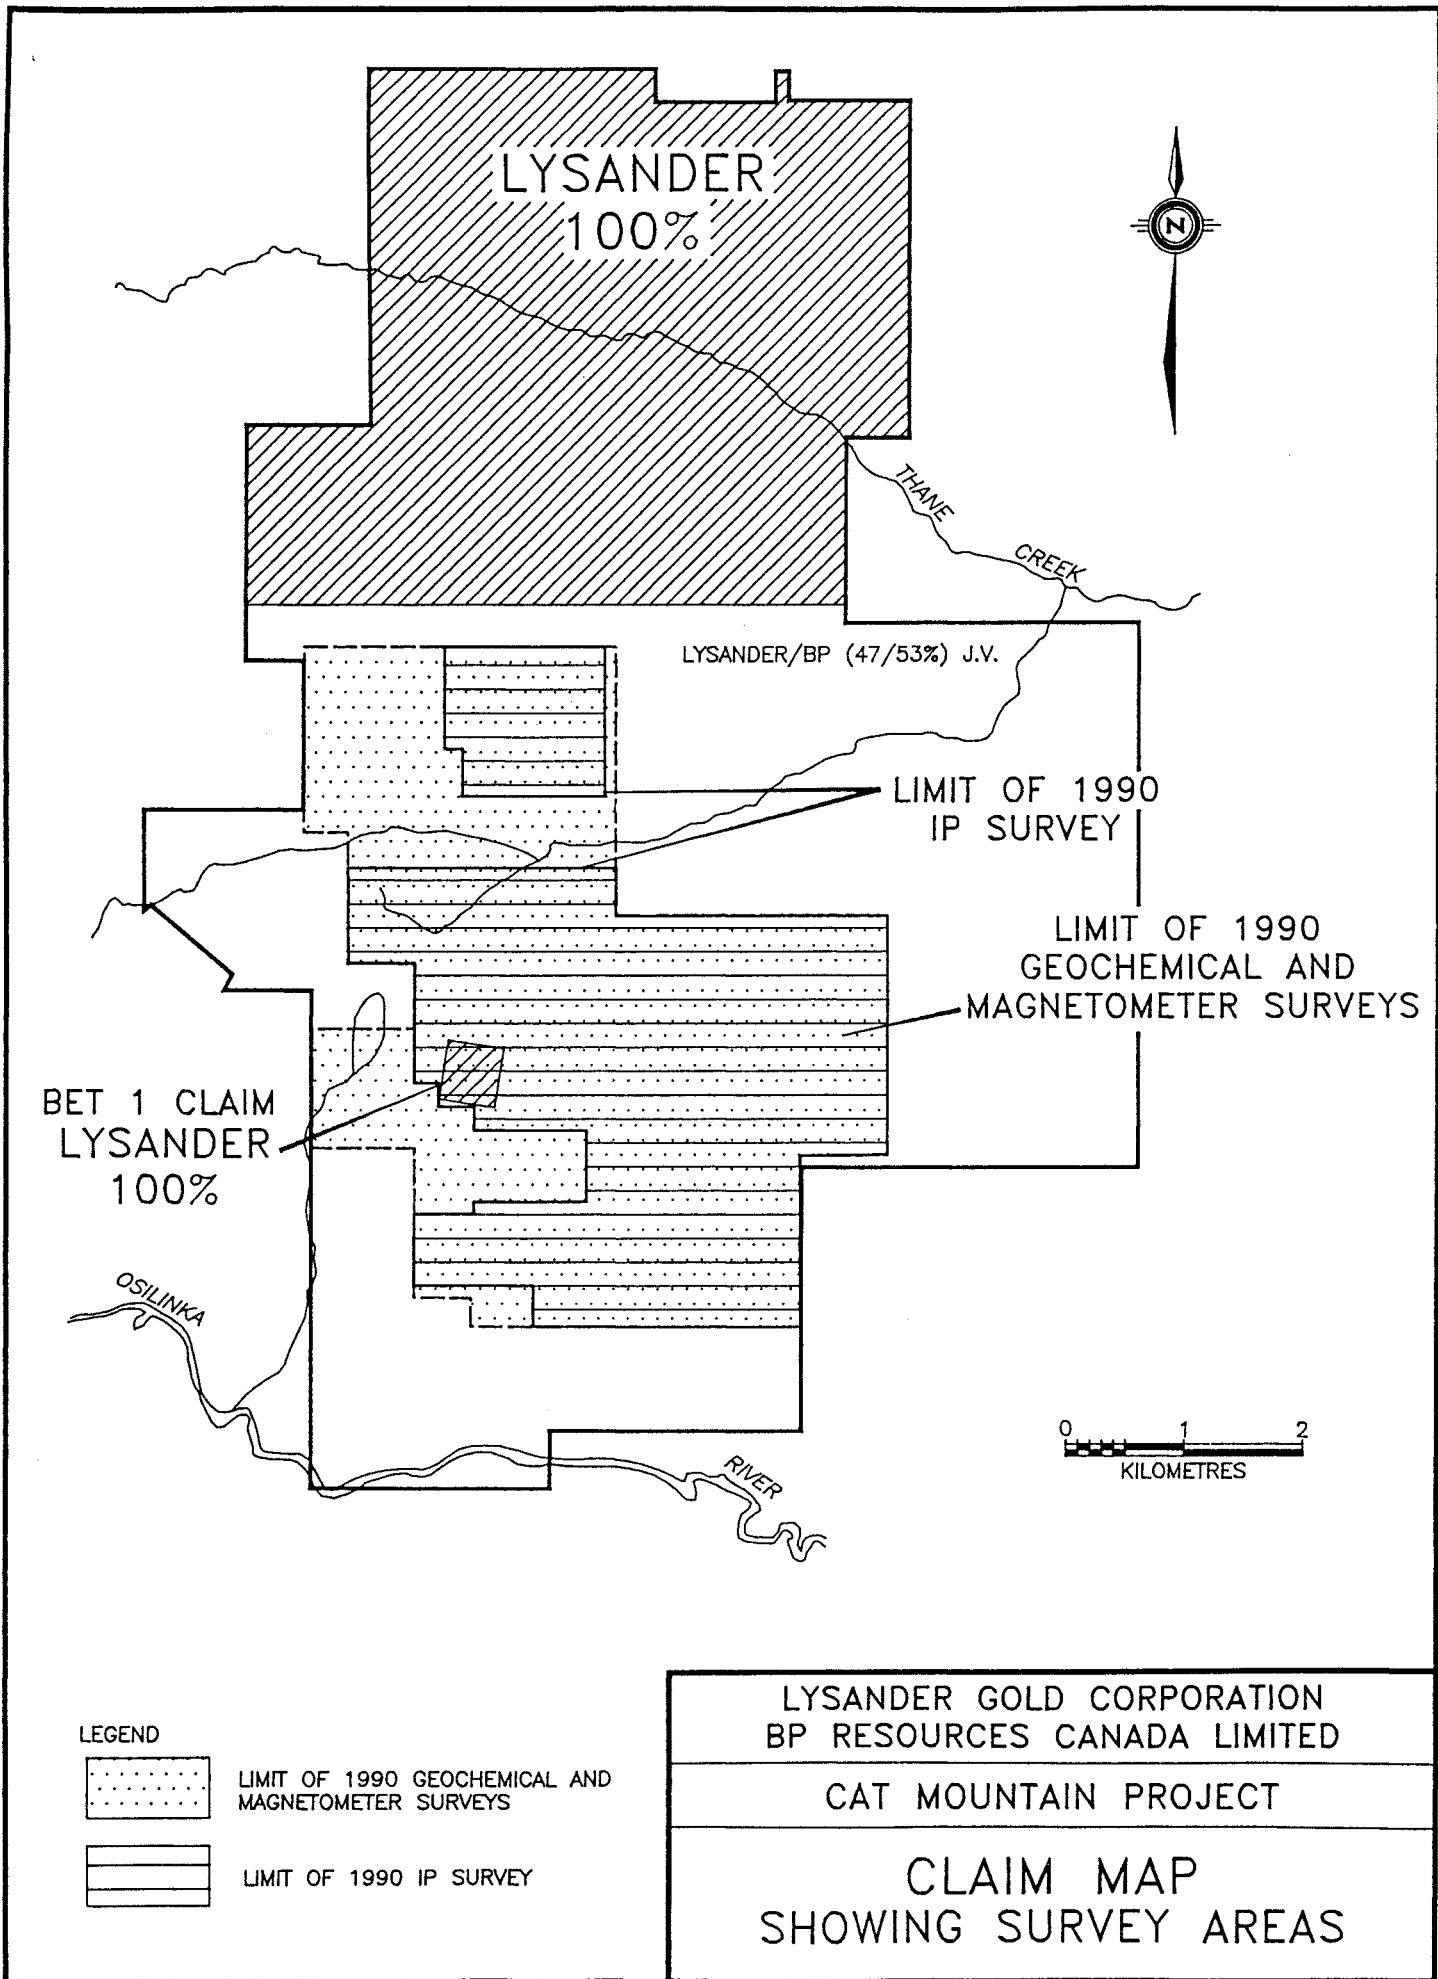 LYSANDER
100%
N
THANE
CREEK
LYSANDER/BP (47/53%) J.V.
LIMIT OF 1990
IP SURVEY
LIMIT OF 1990
GEOCHEMICAL AND
MAGNETOMETER SURVEYS
BET 1 CLAIM
LYSANDER
100%
OSILINKA
RIVER
0 1 2
KILOMETRES
LEGEND
LIMIT OF 1990 GEOCHEMICAL AND
MAGNETOMETER SURVEYS
LIMIT OF 1990 IP SURVEY
LYSANDER GOLD CORPORATION
BP RESOURCES CANADA LIMITED
CAT MOUNTAIN PROJECT
CLAIM MAP
SHOWING SURVEY AREAS